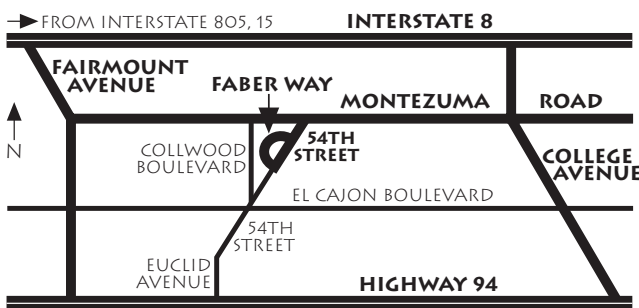 FROM INTERSTATE 805, 15
INTERSTATE 8
FAIRMOUNT
AVENUE
FABER WAY
MONTEZUMA ROAD
N
COLLWOOD
BOULEVARD
54TH
STREET
COLLEGE
AVENUE
EL CAJON BOULEVARD
54TH
STREET
EUCLID
AVENUE
HIGHWAY 94